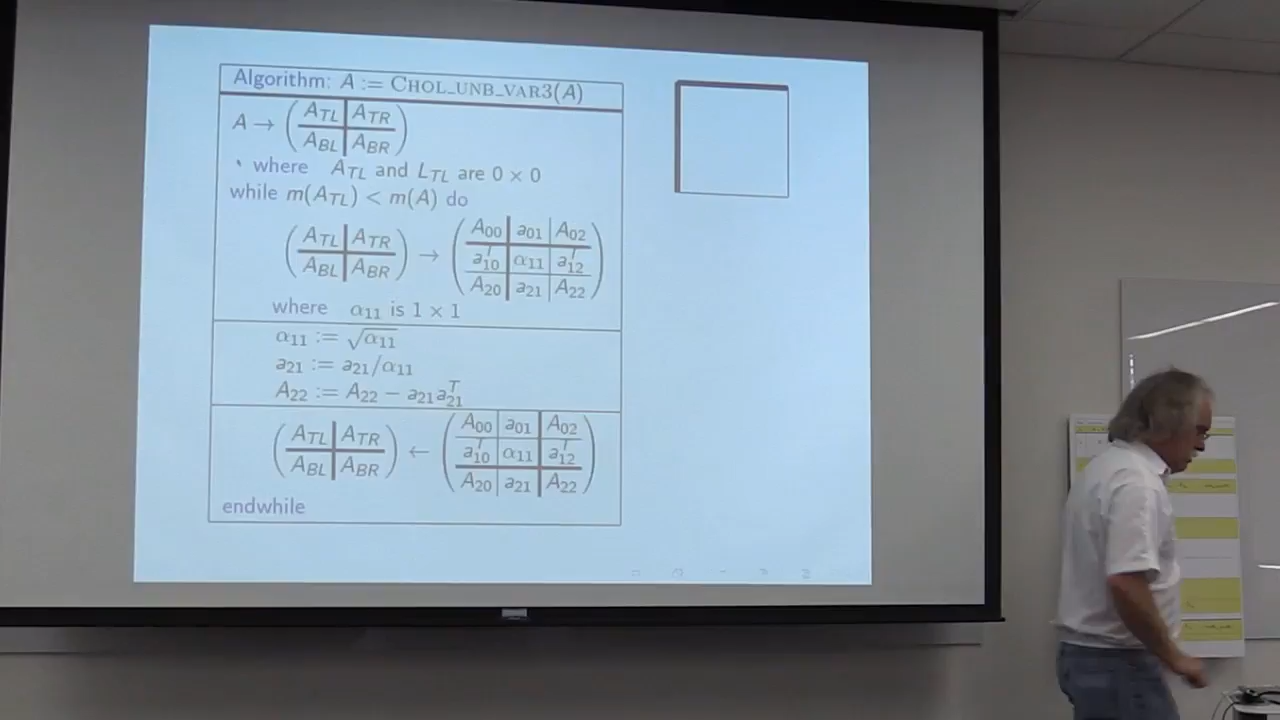 Algorithm: A := CHOL_UNB_VAR3(A)
A → ( A_TL | A_TR / A_BL | A_BR )
where A_TL and L_TL are 0 × 0
while m(A_TL) < m(A) do
( A_TL | A_TR / A_BL | A_BR ) → ( A_00 | a_01 | A_02 / a_10^T | α_11 | a_12^T / A_20 | a_21 | A_22 )
where α_11 is 1 × 1
α_11 := √α_11
a_21 := a_21/α_11
A_22 := A_22 − a_21 a_21^T
( A_TL | A_TR / A_BL | A_BR ) ← ( A_00 | a_01 | A_02 / a_10^T | α_11 | a_12^T / A_20 | a_21 | A_22 )
endwhile